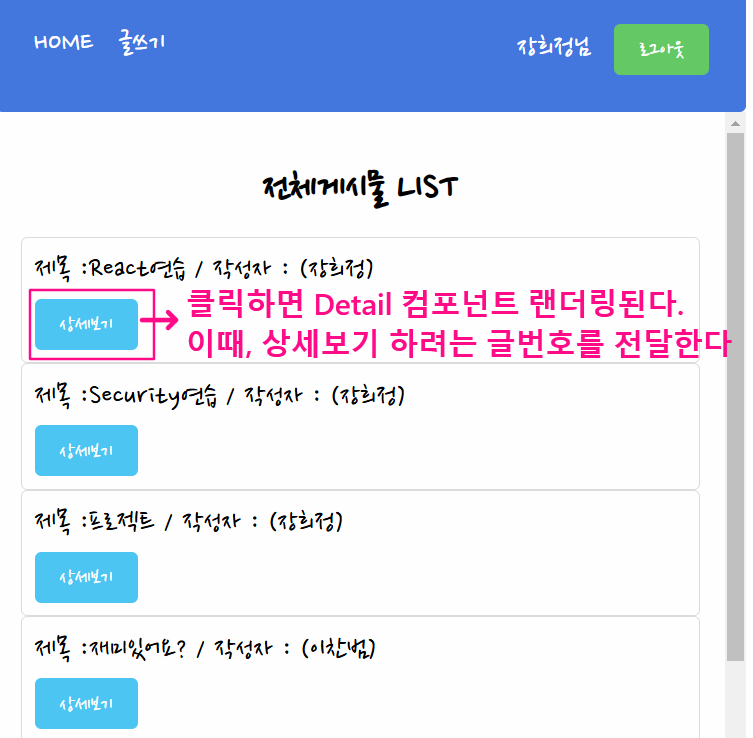 HOME 글쓰기 장희정님 로그아웃
전체게시물 LIST
제목 :React연습 / 작성자 : (장희정)
상세보기
클릭하면 Detail 컴포넌트 랜더링된다.
이때, 상세보기 하려는 글번호를 전달한다
제목 :Security연습 / 작성자 : (장희정)
상세보기
제목 :프로젝트 / 작성자 : (장희정)
상세보기
제목 :재미있어요? / 작성자 : (이찬범)
상세보기